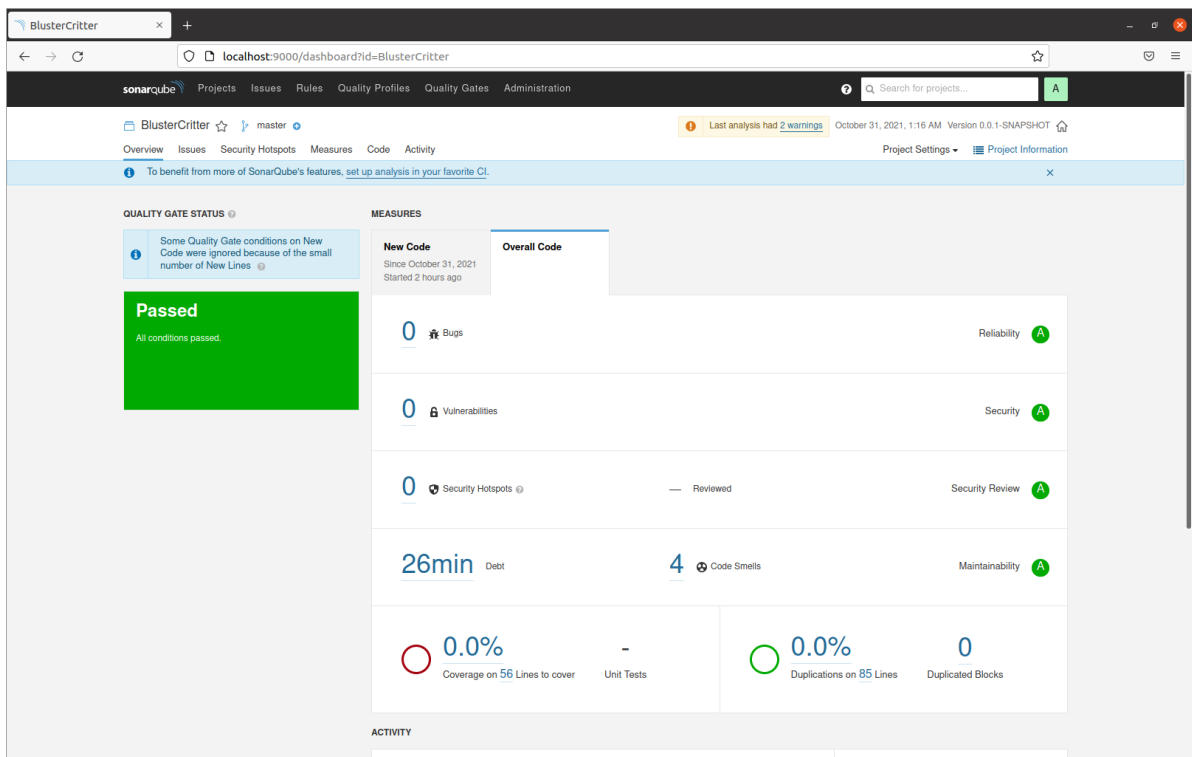 BlusterCritter
localhost:9000/dashboard?id=BlusterCritter
sonarqube Projects Issues Rules Quality Profiles Quality Gates Administration Search for projects... A
BlusterCritter master Last analysis had 2 warnings October 31, 2021, 1:16 AM Version 0.0.1-SNAPSHOT
Overview Issues Security Hotspots Measures Code Activity Project Settings Project Information
To benefit from more of SonarQube's features, set up analysis in your favorite CI.
QUALITY GATE STATUS
Some Quality Gate conditions on New
Code were ignored because of the small
number of New Lines
Passed
All conditions passed.
MEASURES
New Code
Since October 31, 2021
Started 2 hours ago
Overall Code
0 Bugs Reliability A
0 Vulnerabilities Security A
0 Security Hotspots — Reviewed Security Review A
26min Debt 4 Code Smells Maintainability A
0.0% - 0.0% 0
Coverage on 56 Lines to cover Unit Tests Duplications on 85 Lines Duplicated Blocks
ACTIVITY